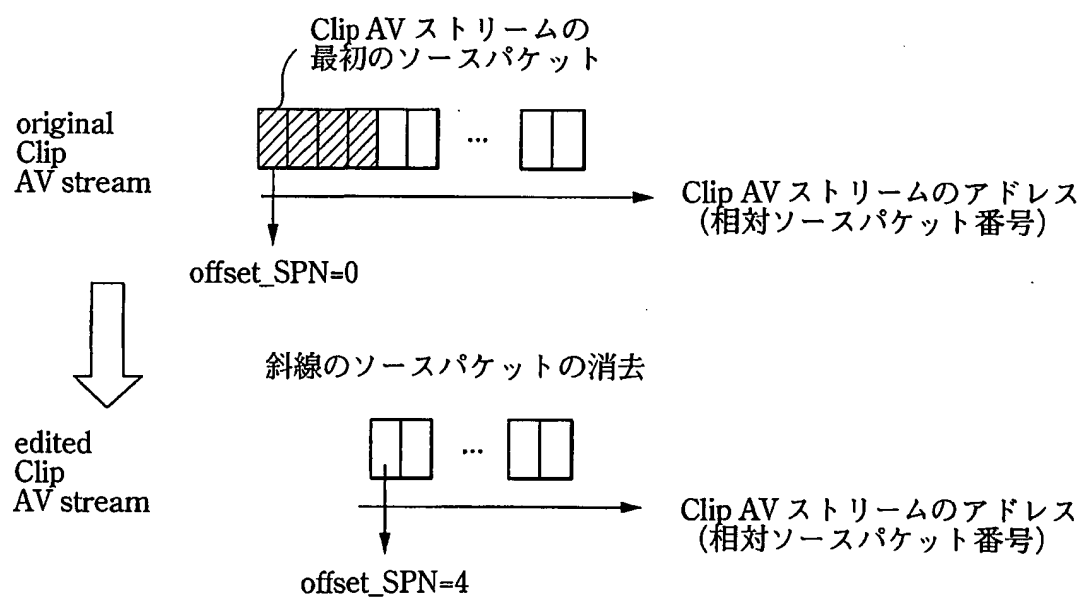 Clip AV ストリームの
最初のソースパケット
original
Clip
AV stream
...
Clip AV ストリームのアドレス
(相対ソースパケット番号)
offset_SPN=0
斜線のソースパケットの消去
edited
Clip
AV stream
...
Clip AV ストリームのアドレス
(相対ソースパケット番号)
offset_SPN=4